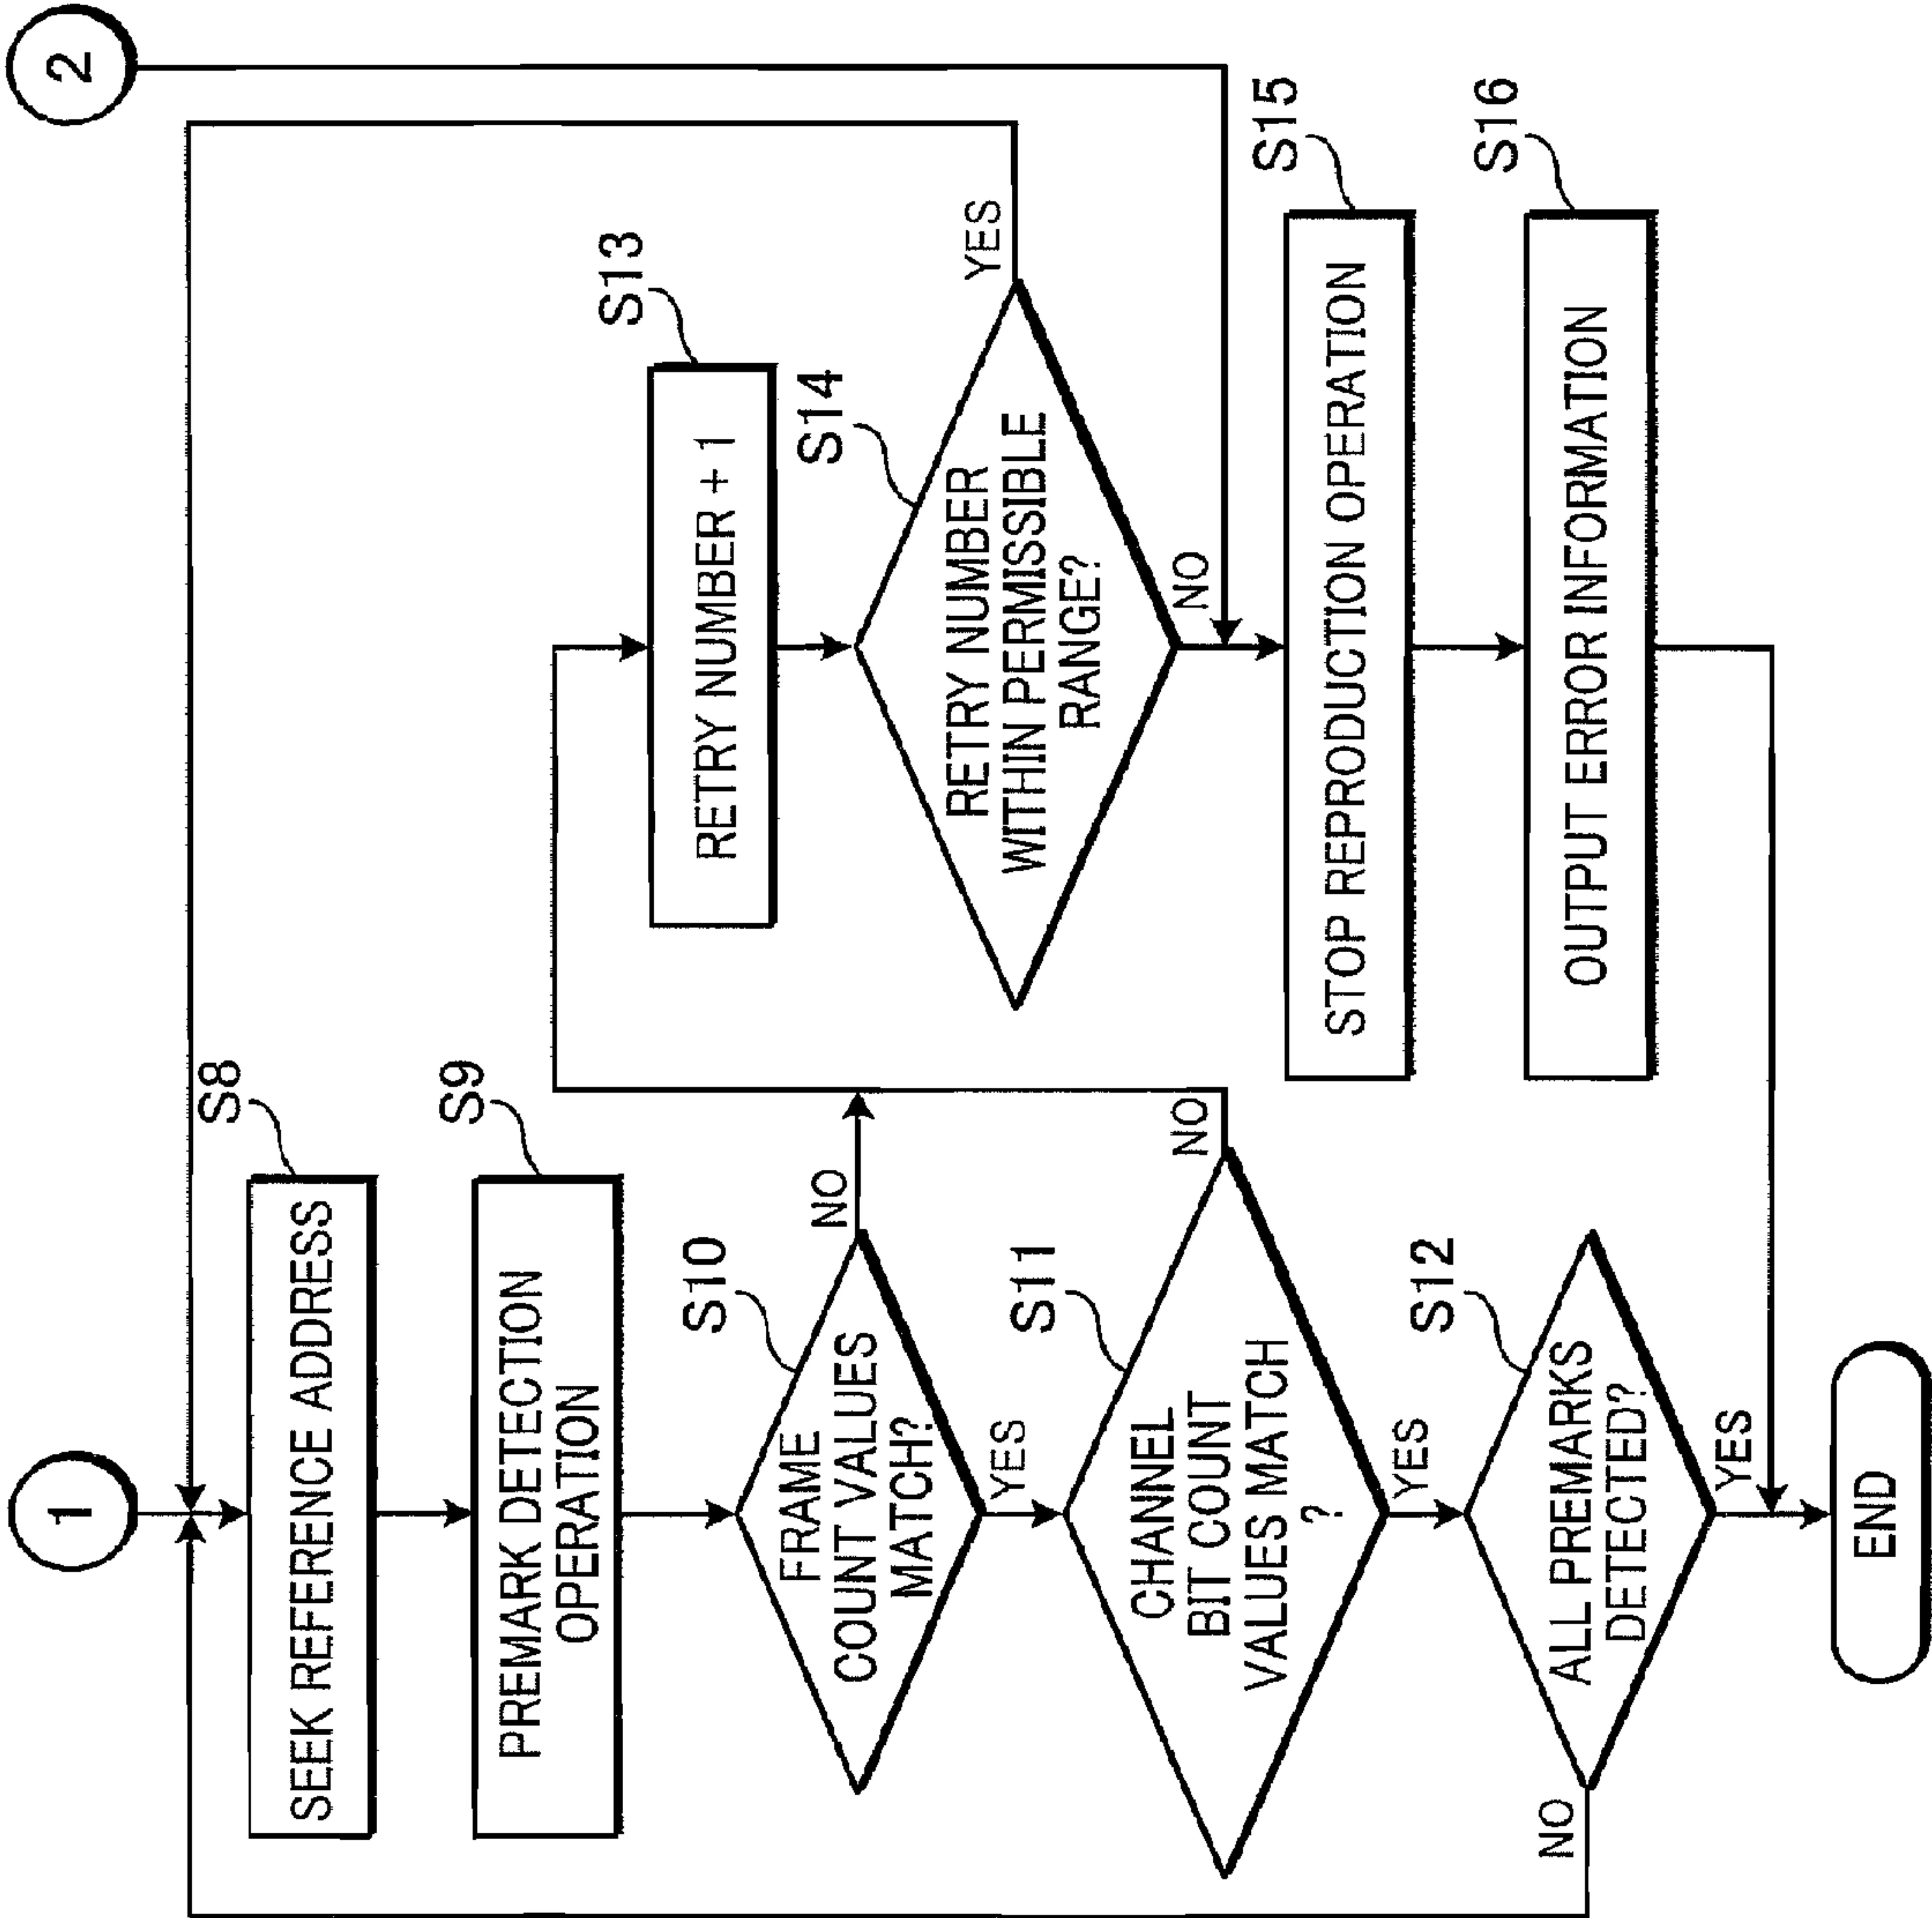 1
S8
SEEK REFERENCE ADDRESS
S9
PREMARK DETECTION
OPERATION
S10
FRAME
COUNT VALUES
MATCH?
NO
YES
S11
CHANNEL
BIT COUNT
VALUES MATCH
?
NO
YES
S12
ALL PREMARKS
DETECTED?
NO
YES
END
2
S13
RETRY NUMBER + 1
S14
RETRY NUMBER
WITHIN PERMISSIBLE
RANGE?
YES
NO
S15
STOP REPRODUCTION OPERATION
S16
OUTPUT ERROR INFORMATION